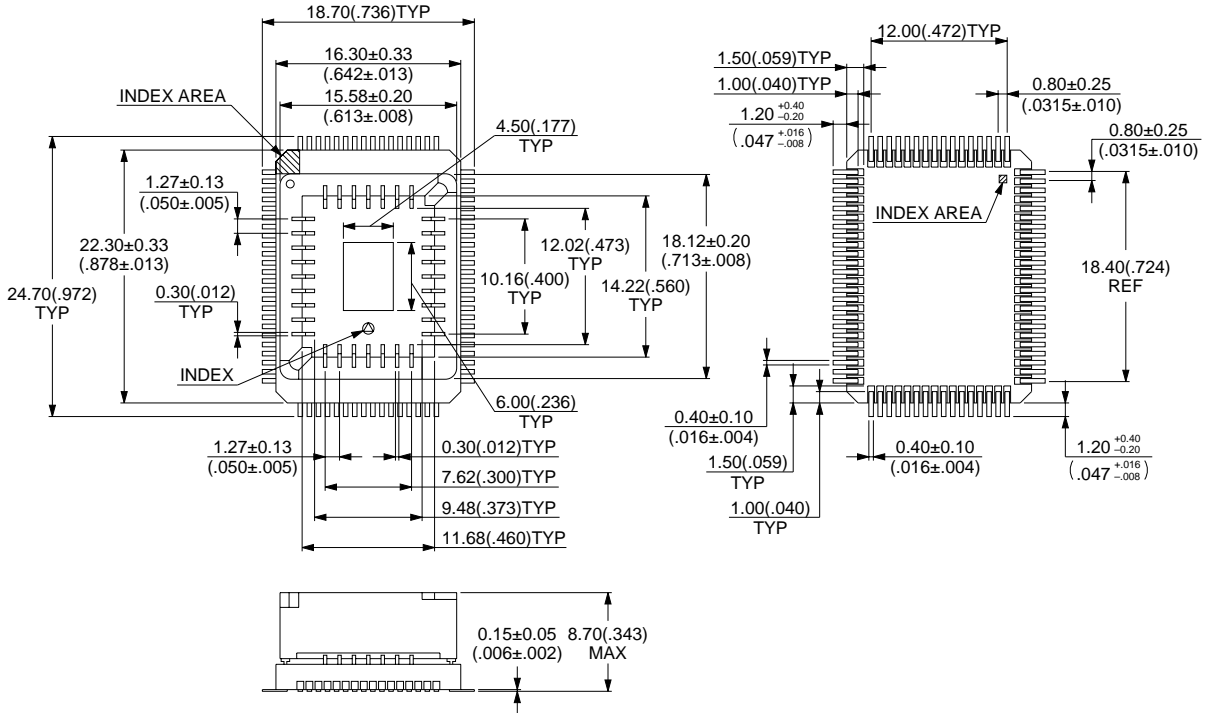 18.70(.736)TYP
16.30±0.33
(.642±.013)
INDEX AREA
15.58±0.20
(.613±.008)
4.50(.177)
TYP
1.27±0.13
(.050±.005)
22.30±0.33
(.878±.013)
24.70(.972)
TYP
0.30(.012)
TYP
INDEX
12.02(.473)
TYP
10.16(.400)
TYP
14.22(.560)
TYP
18.12±0.20
(.713±.008)
6.00(.236)
TYP
1.27±0.13
(.050±.005)
0.30(.012)TYP
7.62(.300)TYP
9.48(.373)TYP
11.68(.460)TYP
12.00(.472)TYP
1.50(.059)TYP
1.00(.040)TYP
1.20 +0.40 –0.20
(.047 +.016 –.008)
0.80±0.25
(.0315±.010)
0.80±0.25
(.0315±.010)
INDEX AREA
18.40(.724)
REF
0.40±0.10
(.016±.004)
1.50(.059)
TYP
1.00(.040)
TYP
0.40±0.10
(.016±.004)
1.20 +0.40 –0.20
(.047 +.016 –.008)
0.15±0.05
(.006±.002)
8.70(.343)
MAX